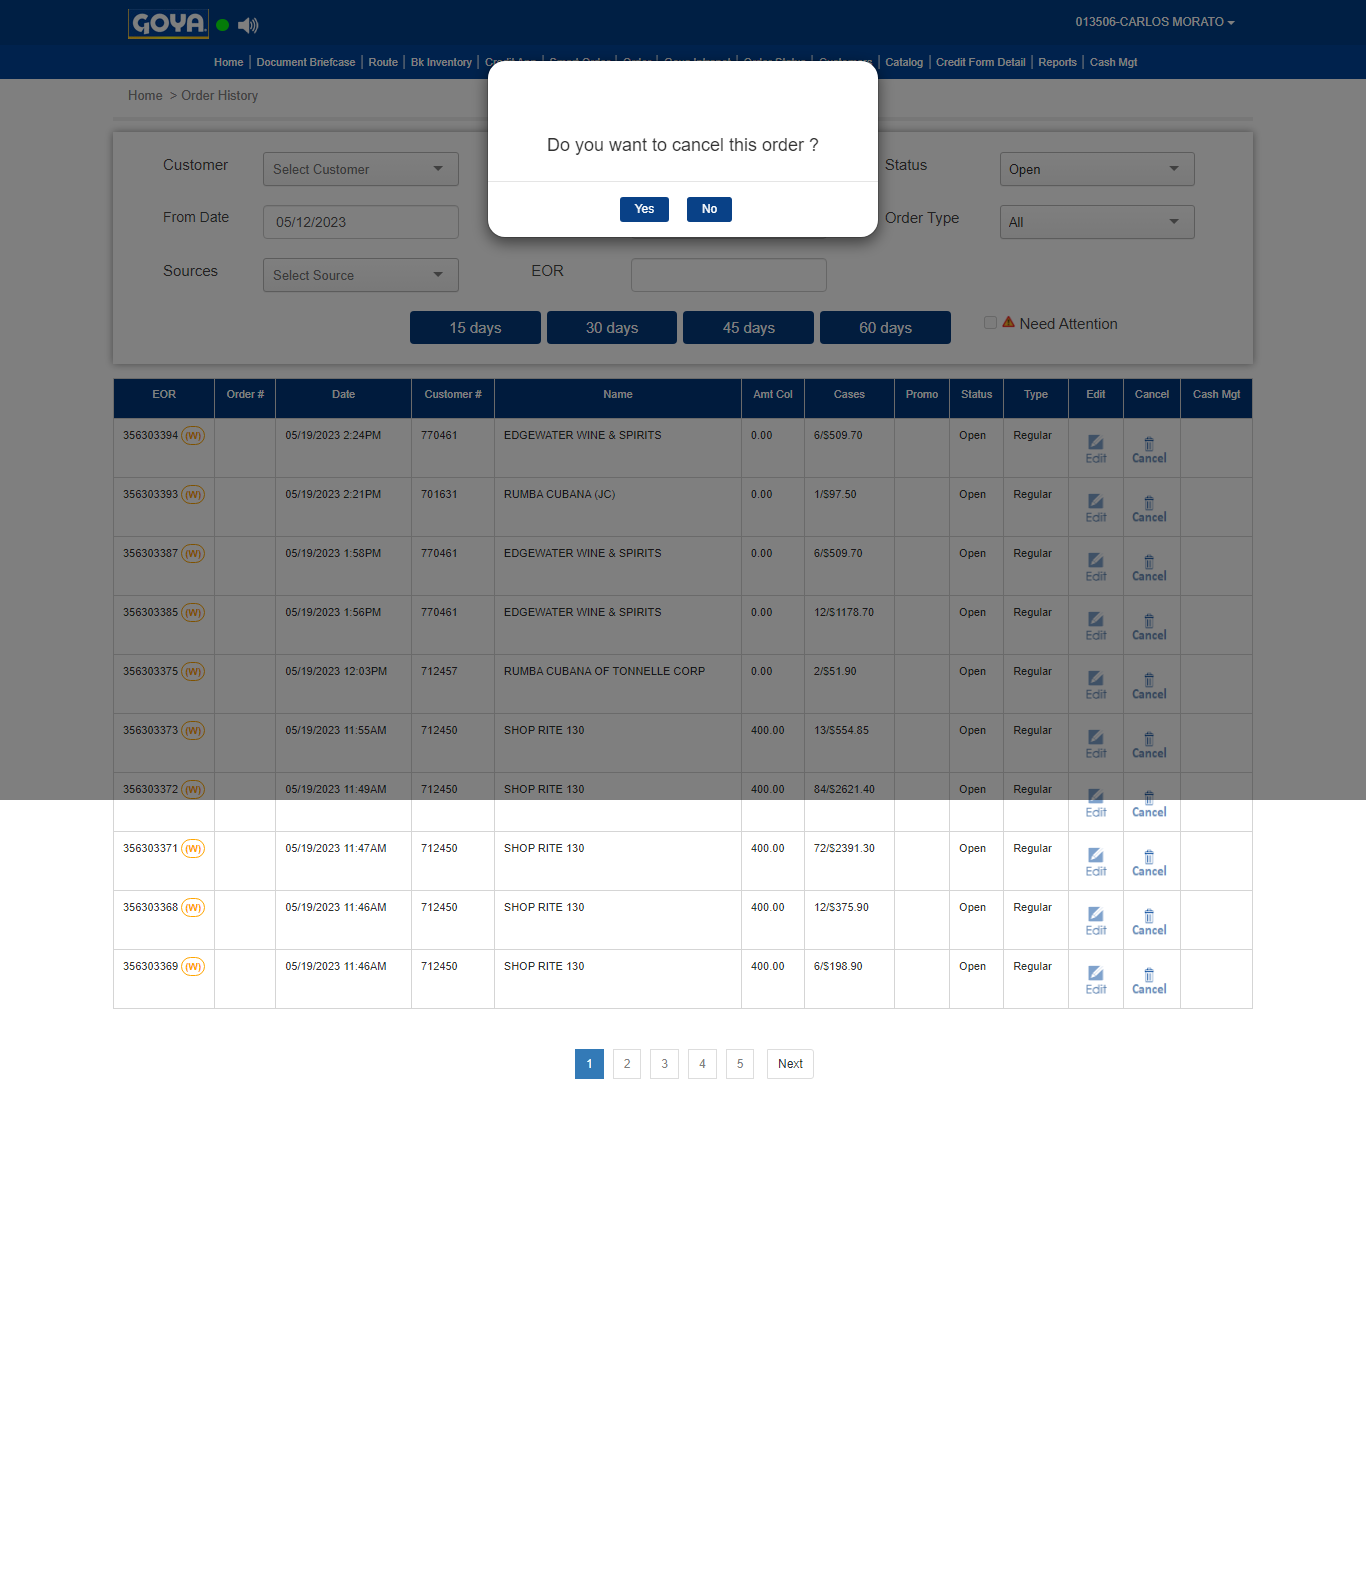 GOYA
013506-CARLOS MORATO
Home | Document Briefcase | Route | Bk Inventory | Credit App | Smart Order | Order | Goya Intranet | Order Status | Customers | Catalog | Credit Form Detail | Reports | Cash Mgt
Home > Order History
Do you want to cancel this order ?
Yes No
Customer Select Customer Status Open
From Date 05/12/2023 Order Type All
Sources Select Source EOR
15 days 30 days 45 days 60 days Need Attention
EOR Order # Date Customer # Name Amt Col Cases Promo Status Type Edit Cancel Cash Mgt
356303394 (W) 05/19/2023 2:24PM 770461 EDGEWATER WINE & SPIRITS 0.00 6/$509.70 Open Regular Edit Cancel
356303393 (W) 05/19/2023 2:21PM 701631 RUMBA CUBANA (JC) 0.00 1/$97.50 Open Regular Edit Cancel
356303387 (W) 05/19/2023 1:58PM 770461 EDGEWATER WINE & SPIRITS 0.00 6/$509.70 Open Regular Edit Cancel
356303385 (W) 05/19/2023 1:56PM 770461 EDGEWATER WINE & SPIRITS 0.00 12/$1178.70 Open Regular Edit Cancel
356303375 (W) 05/19/2023 12:03PM 712457 RUMBA CUBANA OF TONNELLE CORP 0.00 2/$51.90 Open Regular Edit Cancel
356303373 (W) 05/19/2023 11:55AM 712450 SHOP RITE 130 400.00 13/$554.85 Open Regular Edit Cancel
356303372 (W) 05/19/2023 11:49AM 712450 SHOP RITE 130 400.00 84/$2621.40 Open Regular Edit Cancel
356303371 (W) 05/19/2023 11:47AM 712450 SHOP RITE 130 400.00 72/$2391.30 Open Regular Edit Cancel
356303368 (W) 05/19/2023 11:46AM 712450 SHOP RITE 130 400.00 12/$375.90 Open Regular Edit Cancel
356303369 (W) 05/19/2023 11:46AM 712450 SHOP RITE 130 400.00 6/$198.90 Open Regular Edit Cancel
1 2 3 4 5 Next